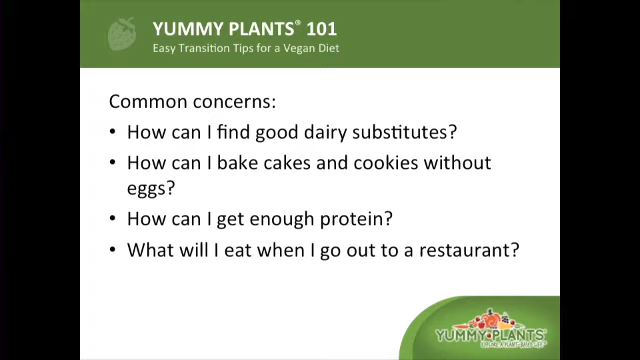 YUMMY PLANTS® 101
Easy Transition Tips for a Vegan Diet
Common concerns:
• How can I find good dairy substitutes?
• How can I bake cakes and cookies without
eggs?
• How can I get enough protein?
• What will I eat when I go out to a restaurant?
YUMMY PLANTS